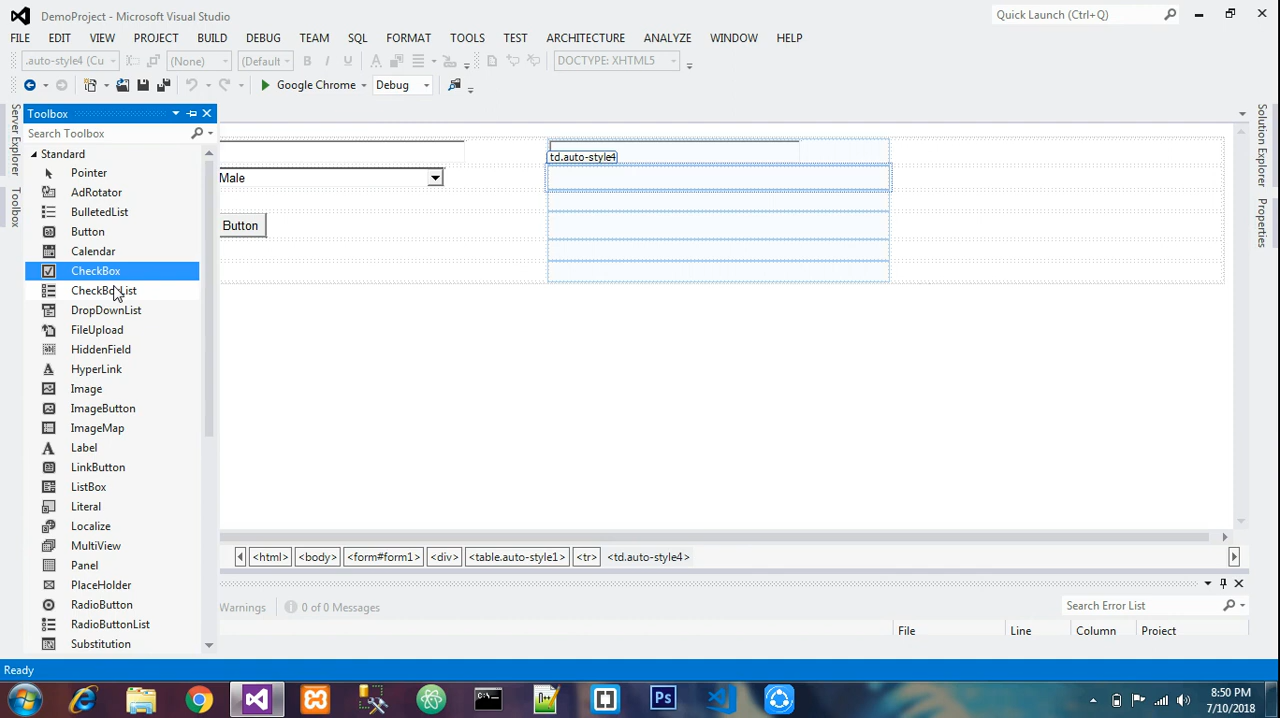 DemoProject - Microsoft Visual Studio
Quick Launch (Ctrl+Q)
FILE EDIT VIEW PROJECT BUILD DEBUG TEAM SQL FORMAT TOOLS TEST ARCHITECTURE ANALYZE WINDOW HELP
.auto-style4 (Cu (None) (Default B I U A DOCTYPE: XHTML5
Google Chrome Debug
Toolbox
Search Toolbox
Standard
Pointer
AdRotator
BulletedList
Button
Calendar
CheckBox
CheckBoxList
DropDownList
FileUpload
HiddenField
HyperLink
Image
ImageButton
ImageMap
Label
LinkButton
ListBox
Literal
Localize
MultiView
Panel
PlaceHolder
RadioButton
RadioButtonList
Substitution
Server Explorer
Toolbox
td.auto-style4
Male
Button
Solution Explorer
Properties
<html> <body> <form#form1> <div> <table.auto-style1> <tr> <td.auto-style4>
Warnings 0 of 0 Messages
Search Error List
File Line Column Project
Ready
Ps
8:50 PM
7/10/2018